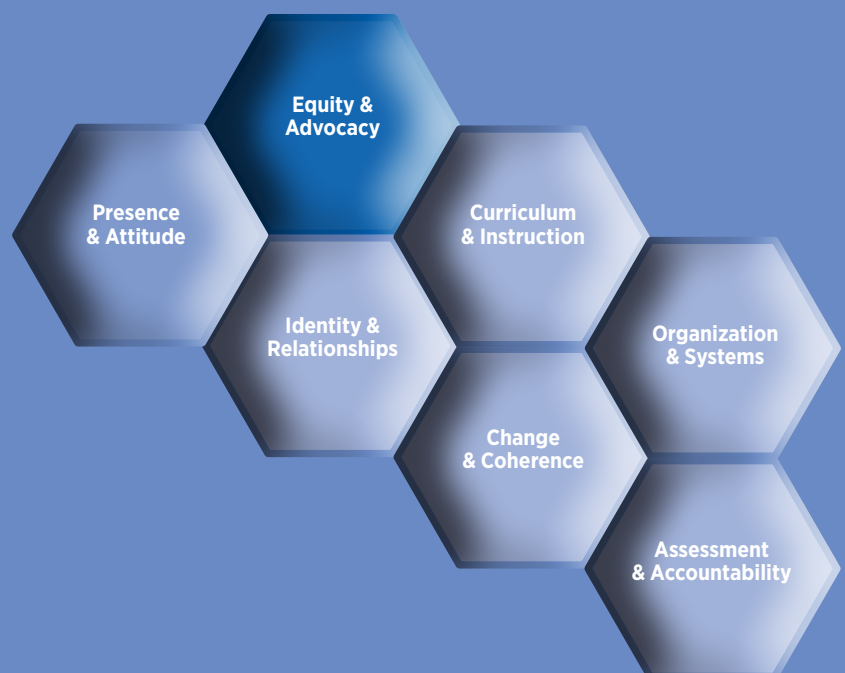 Equity &
Advocacy
Presence
& Attitude
Curriculum
& Instruction
Identity &
Relationships
Organization
& Systems
Change
& Coherence
Assessment
& Accountability